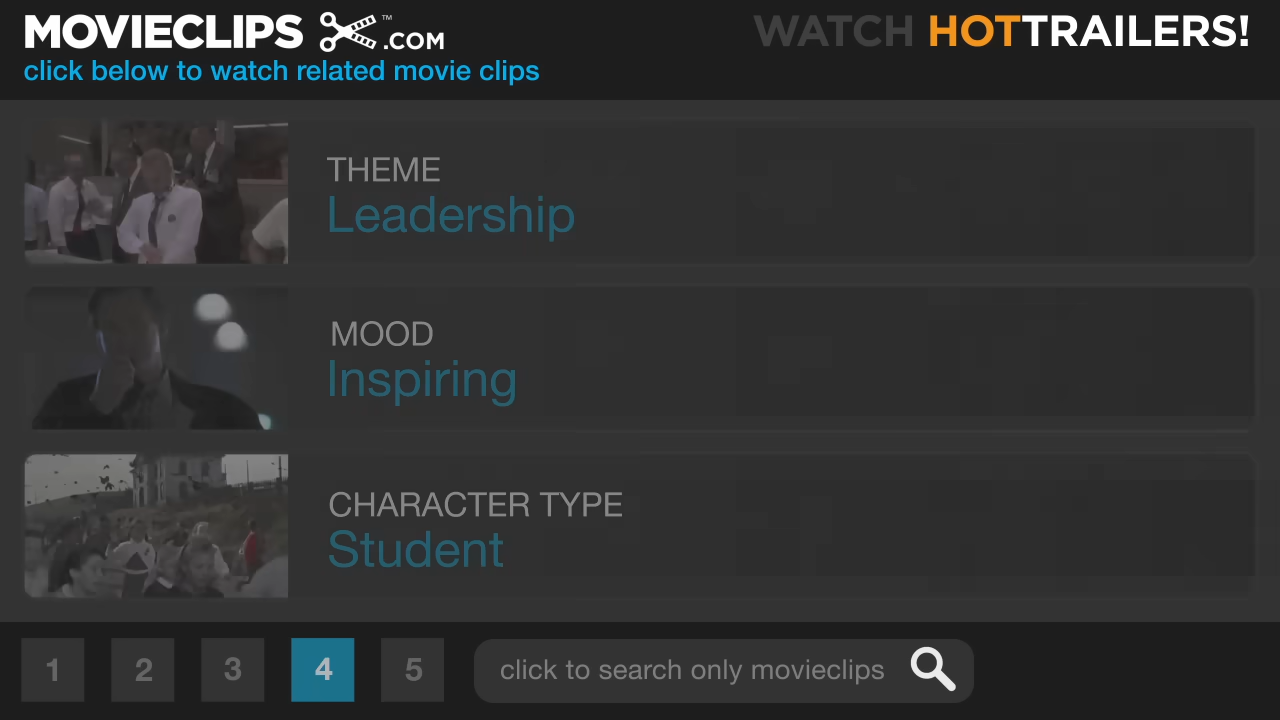 MOVIECLIPS ™ .COM
WATCH HOTTRAILERS!
click below to watch related movie clips
THEME
Leadership
MOOD
Inspiring
CHARACTER TYPE
Student
1 2 3 4 5
click to search only movieclips